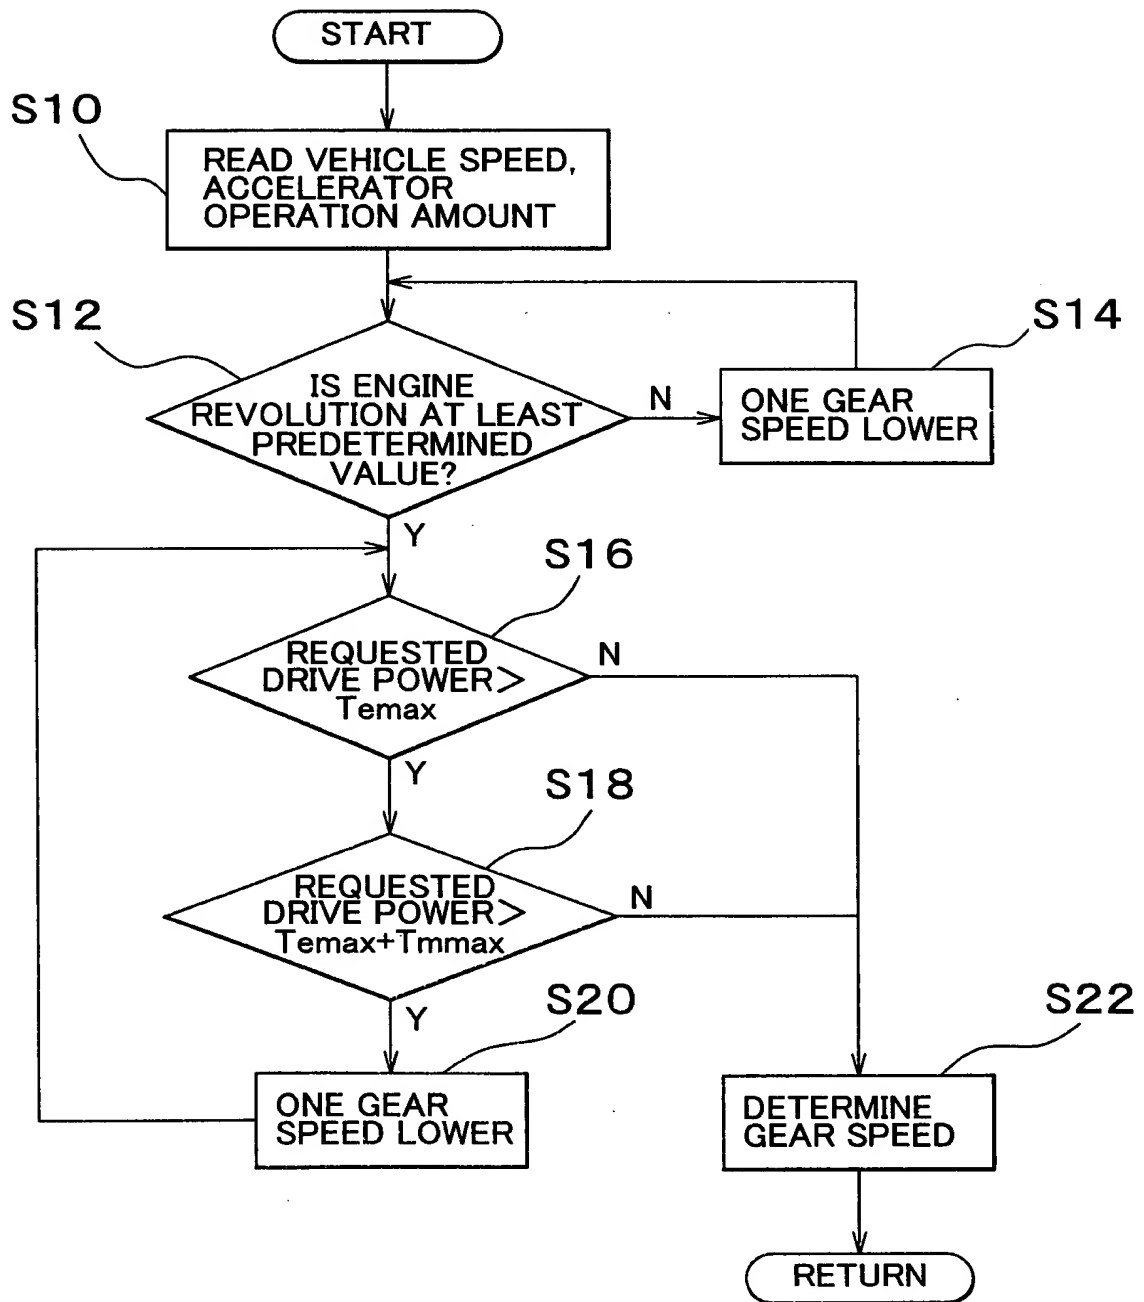 START
S10
READ VEHICLE SPEED,
ACCELERATOR
OPERATION AMOUNT
S12
IS ENGINE
REVOLUTION AT LEAST
PREDETERMINED
VALUE?
N
S14
ONE GEAR
SPEED LOWER
Y
S16
REQUESTED
DRIVE POWER>
Temax
N
Y
S18
REQUESTED
DRIVE POWER>
Temax+Tmmax
N
Y
S20
ONE GEAR
SPEED LOWER
S22
DETERMINE
GEAR SPEED
RETURN